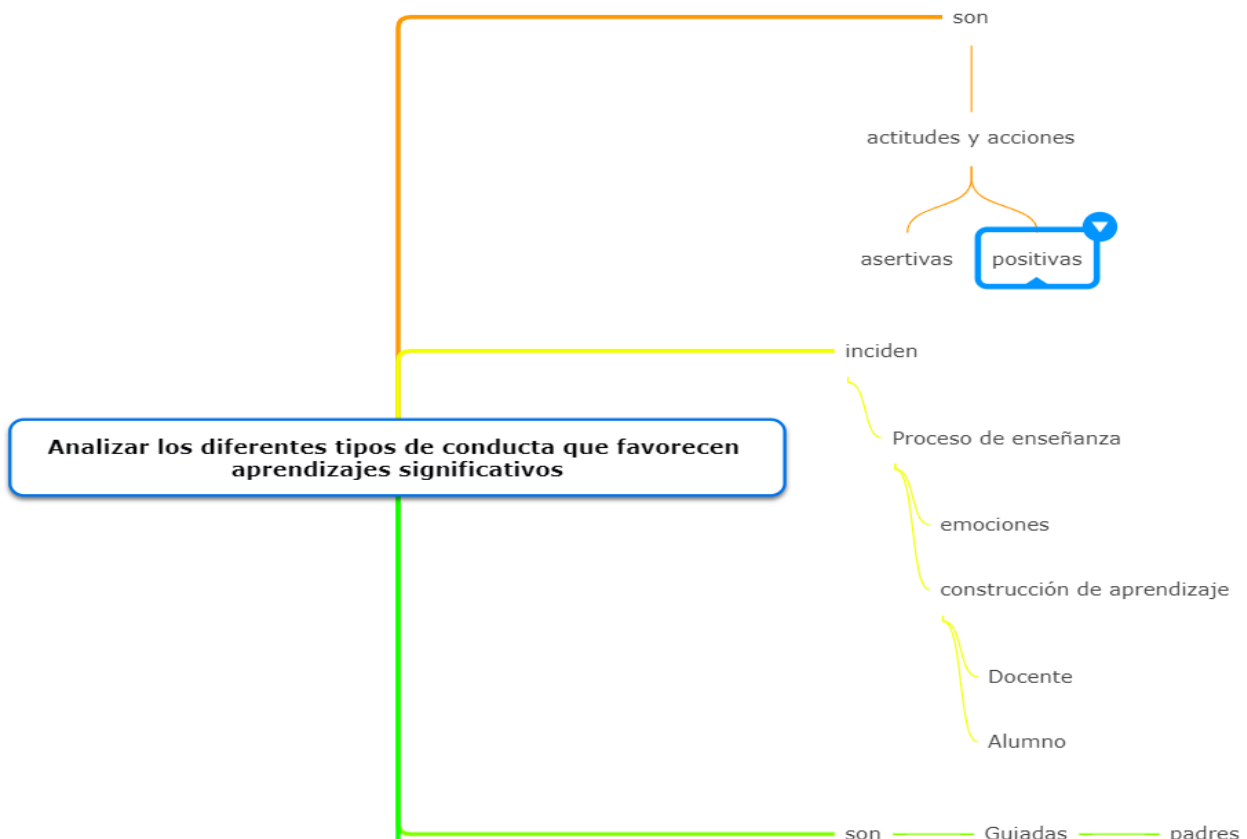 son
actitudes y acciones
asertivas positivas
inciden
Proceso de enseñanza
Analizar los diferentes tipos de conducta que favorecen
aprendizajes significativos
emociones
construcción de aprendizaje
Docente
Alumno
son Guiadas padres